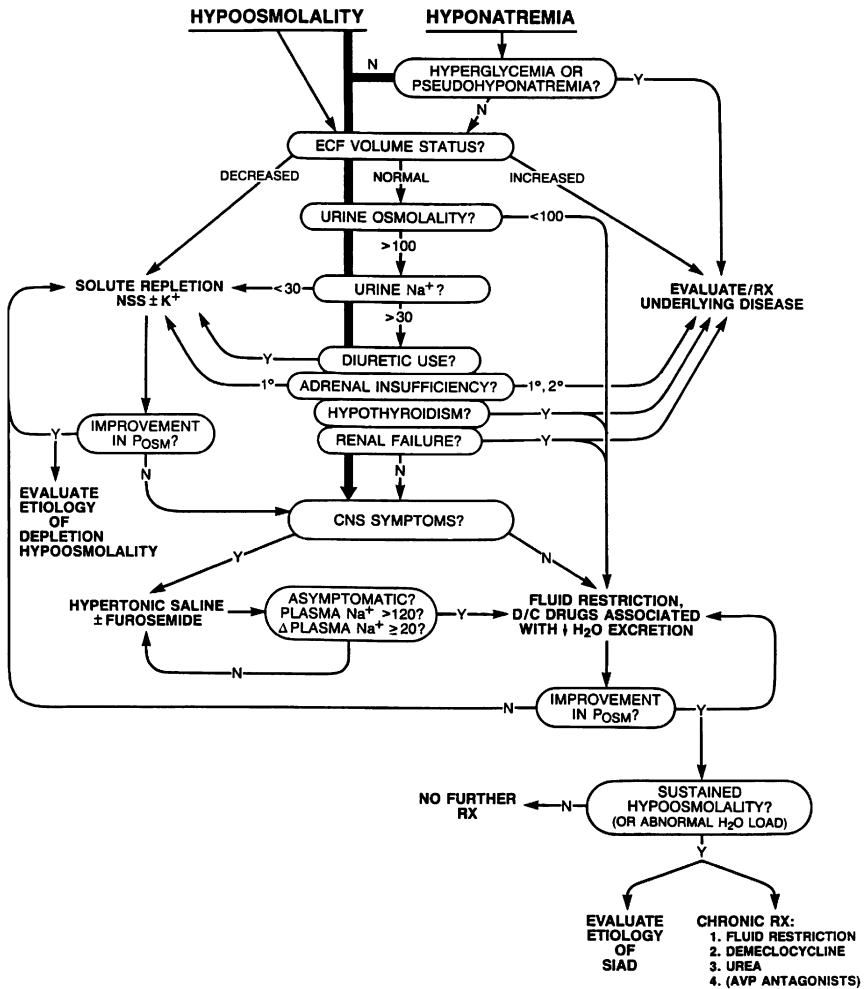 HYPOOSMOLALITY
HYPONATREMIA
N
HYPERGLYCEMIA OR
PSEUDOHYPONATREMIA?
Y
N
ECF VOLUME STATUS?
DECREASED
NORMAL
INCREASED
URINE OSMOLALITY?
<100
>100
SOLUTE REPLETION
NSS ± K⁺
<30
URINE Na⁺?
EVALUATE/RX
UNDERLYING DISEASE
>30
Y
DIURETIC USE?
1°
ADRENAL INSUFFICIENCY?
1°, 2°
HYPOTHYROIDISM?
Y
RENAL FAILURE?
Y
IMPROVEMENT
IN POSM?
Y
N
N
EVALUATE
ETIOLOGY
OF
DEPLETION
HYPOOSMOLALITY
CNS SYMPTOMS?
Y
N
HYPERTONIC SALINE
± FUROSEMIDE
ASYMPTOMATIC?
PLASMA Na⁺ >120?
Δ PLASMA Na⁺ ≥20?
Y
FLUID RESTRICTION,
D/C DRUGS ASSOCIATED
WITH ↓ H₂O EXCRETION
N
N
IMPROVEMENT
IN POSM?
Y
NO FURTHER
RX
N
SUSTAINED
HYPOOSMOLALITY?
(OR ABNORMAL H₂O LOAD)
Y
EVALUATE
ETIOLOGY
OF
SIAD
CHRONIC RX:
1. FLUID RESTRICTION
2. DEMECLOCYCLINE
3. UREA
4. (AVP ANTAGONISTS)